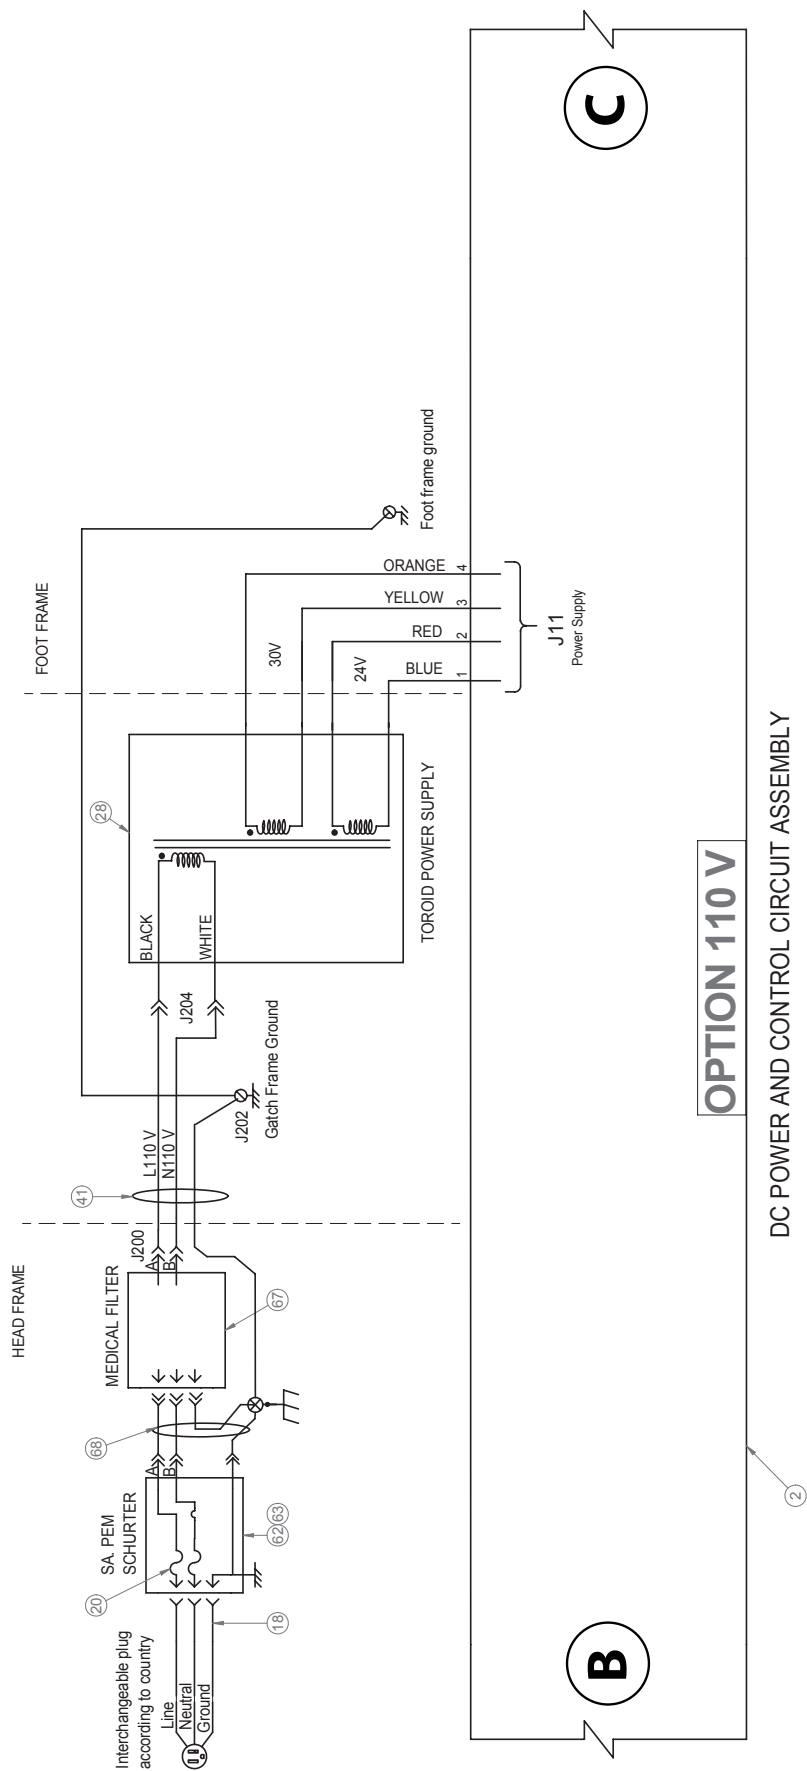 HEAD FRAME
FOOT FRAME
Interchangeable plug
according to country
Line
Neutral
Ground
18
20
SA. PEM
SCHURTER
62
63
A
B
68
MEDICAL FILTER
67
J200
A
B
41
L110 V
N110 V
J202
Gatch Frame Ground
J204
BLACK
WHITE
28
TOROID POWER SUPPLY
30V
24V
ORANGE 4
YELLOW 3
RED 2
BLUE 1
Foot frame ground
J11
Power Supply
B
C
2
OPTION 110 V
DC POWER AND CONTROL CIRCUIT ASSEMBLY